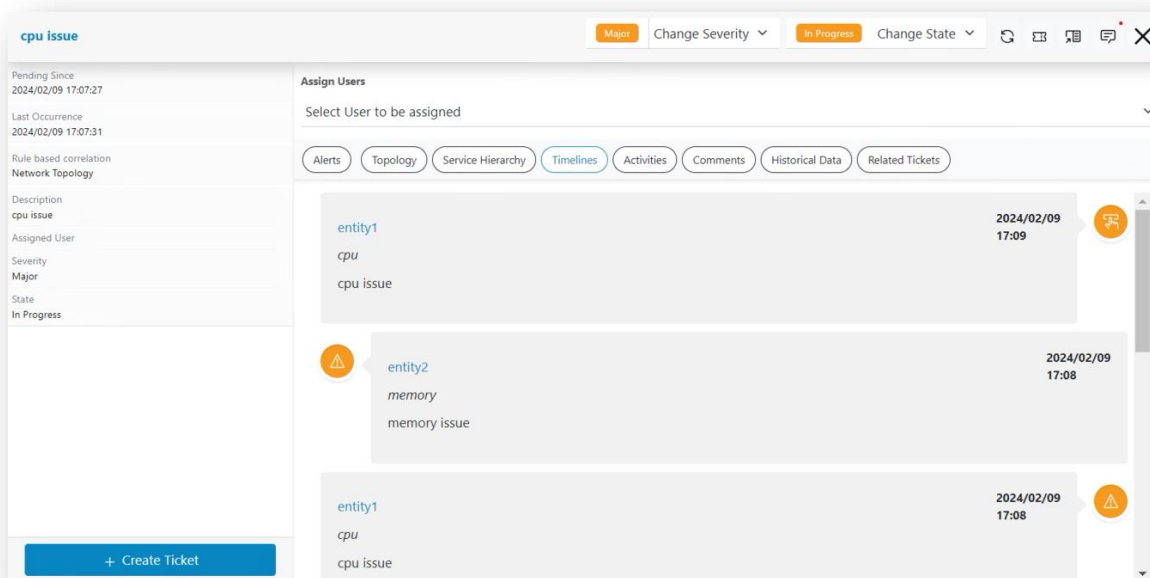 cpu issue
Major Change Severity In Progress Change State
Pending Since
2024/02/09 17:07:27
Last Occurrence
2024/02/09 17:07:31
Rule based correlation
Network Topology
Description
cpu issue
Assigned User
Severity
Major
State
In Progress
+ Create Ticket
Assign Users
Select User to be assigned
Alerts Topology Service Hierarchy Timelines Activities Comments Historical Data Related Tickets
entity1
cpu
cpu issue
2024/02/09
17:09
entity2
memory
memory issue
2024/02/09
17:08
entity1
cpu
cpu issue
2024/02/09
17:08